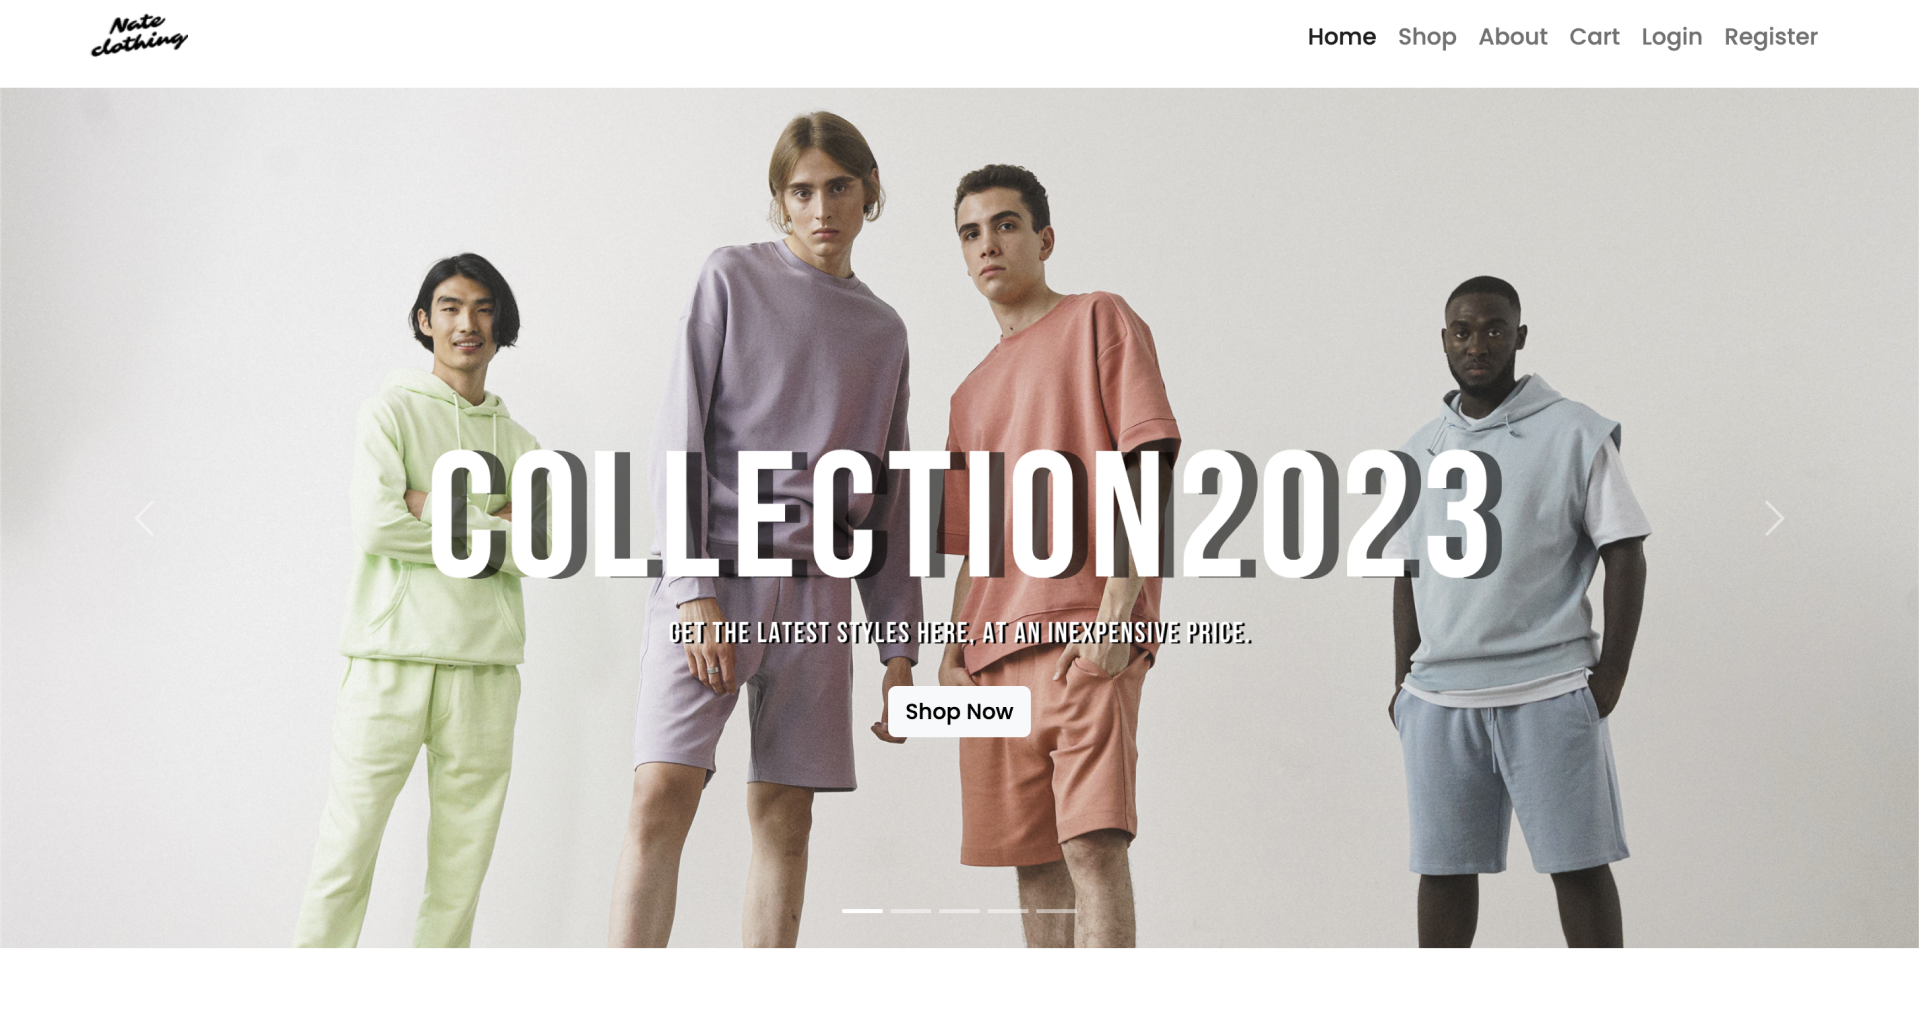 Nate
clothing
Home Shop About Cart Login Register
COLLECTION2023
GET THE LATEST STYLES HERE, AT AN INEXPENSIVE PRICE.
Shop Now